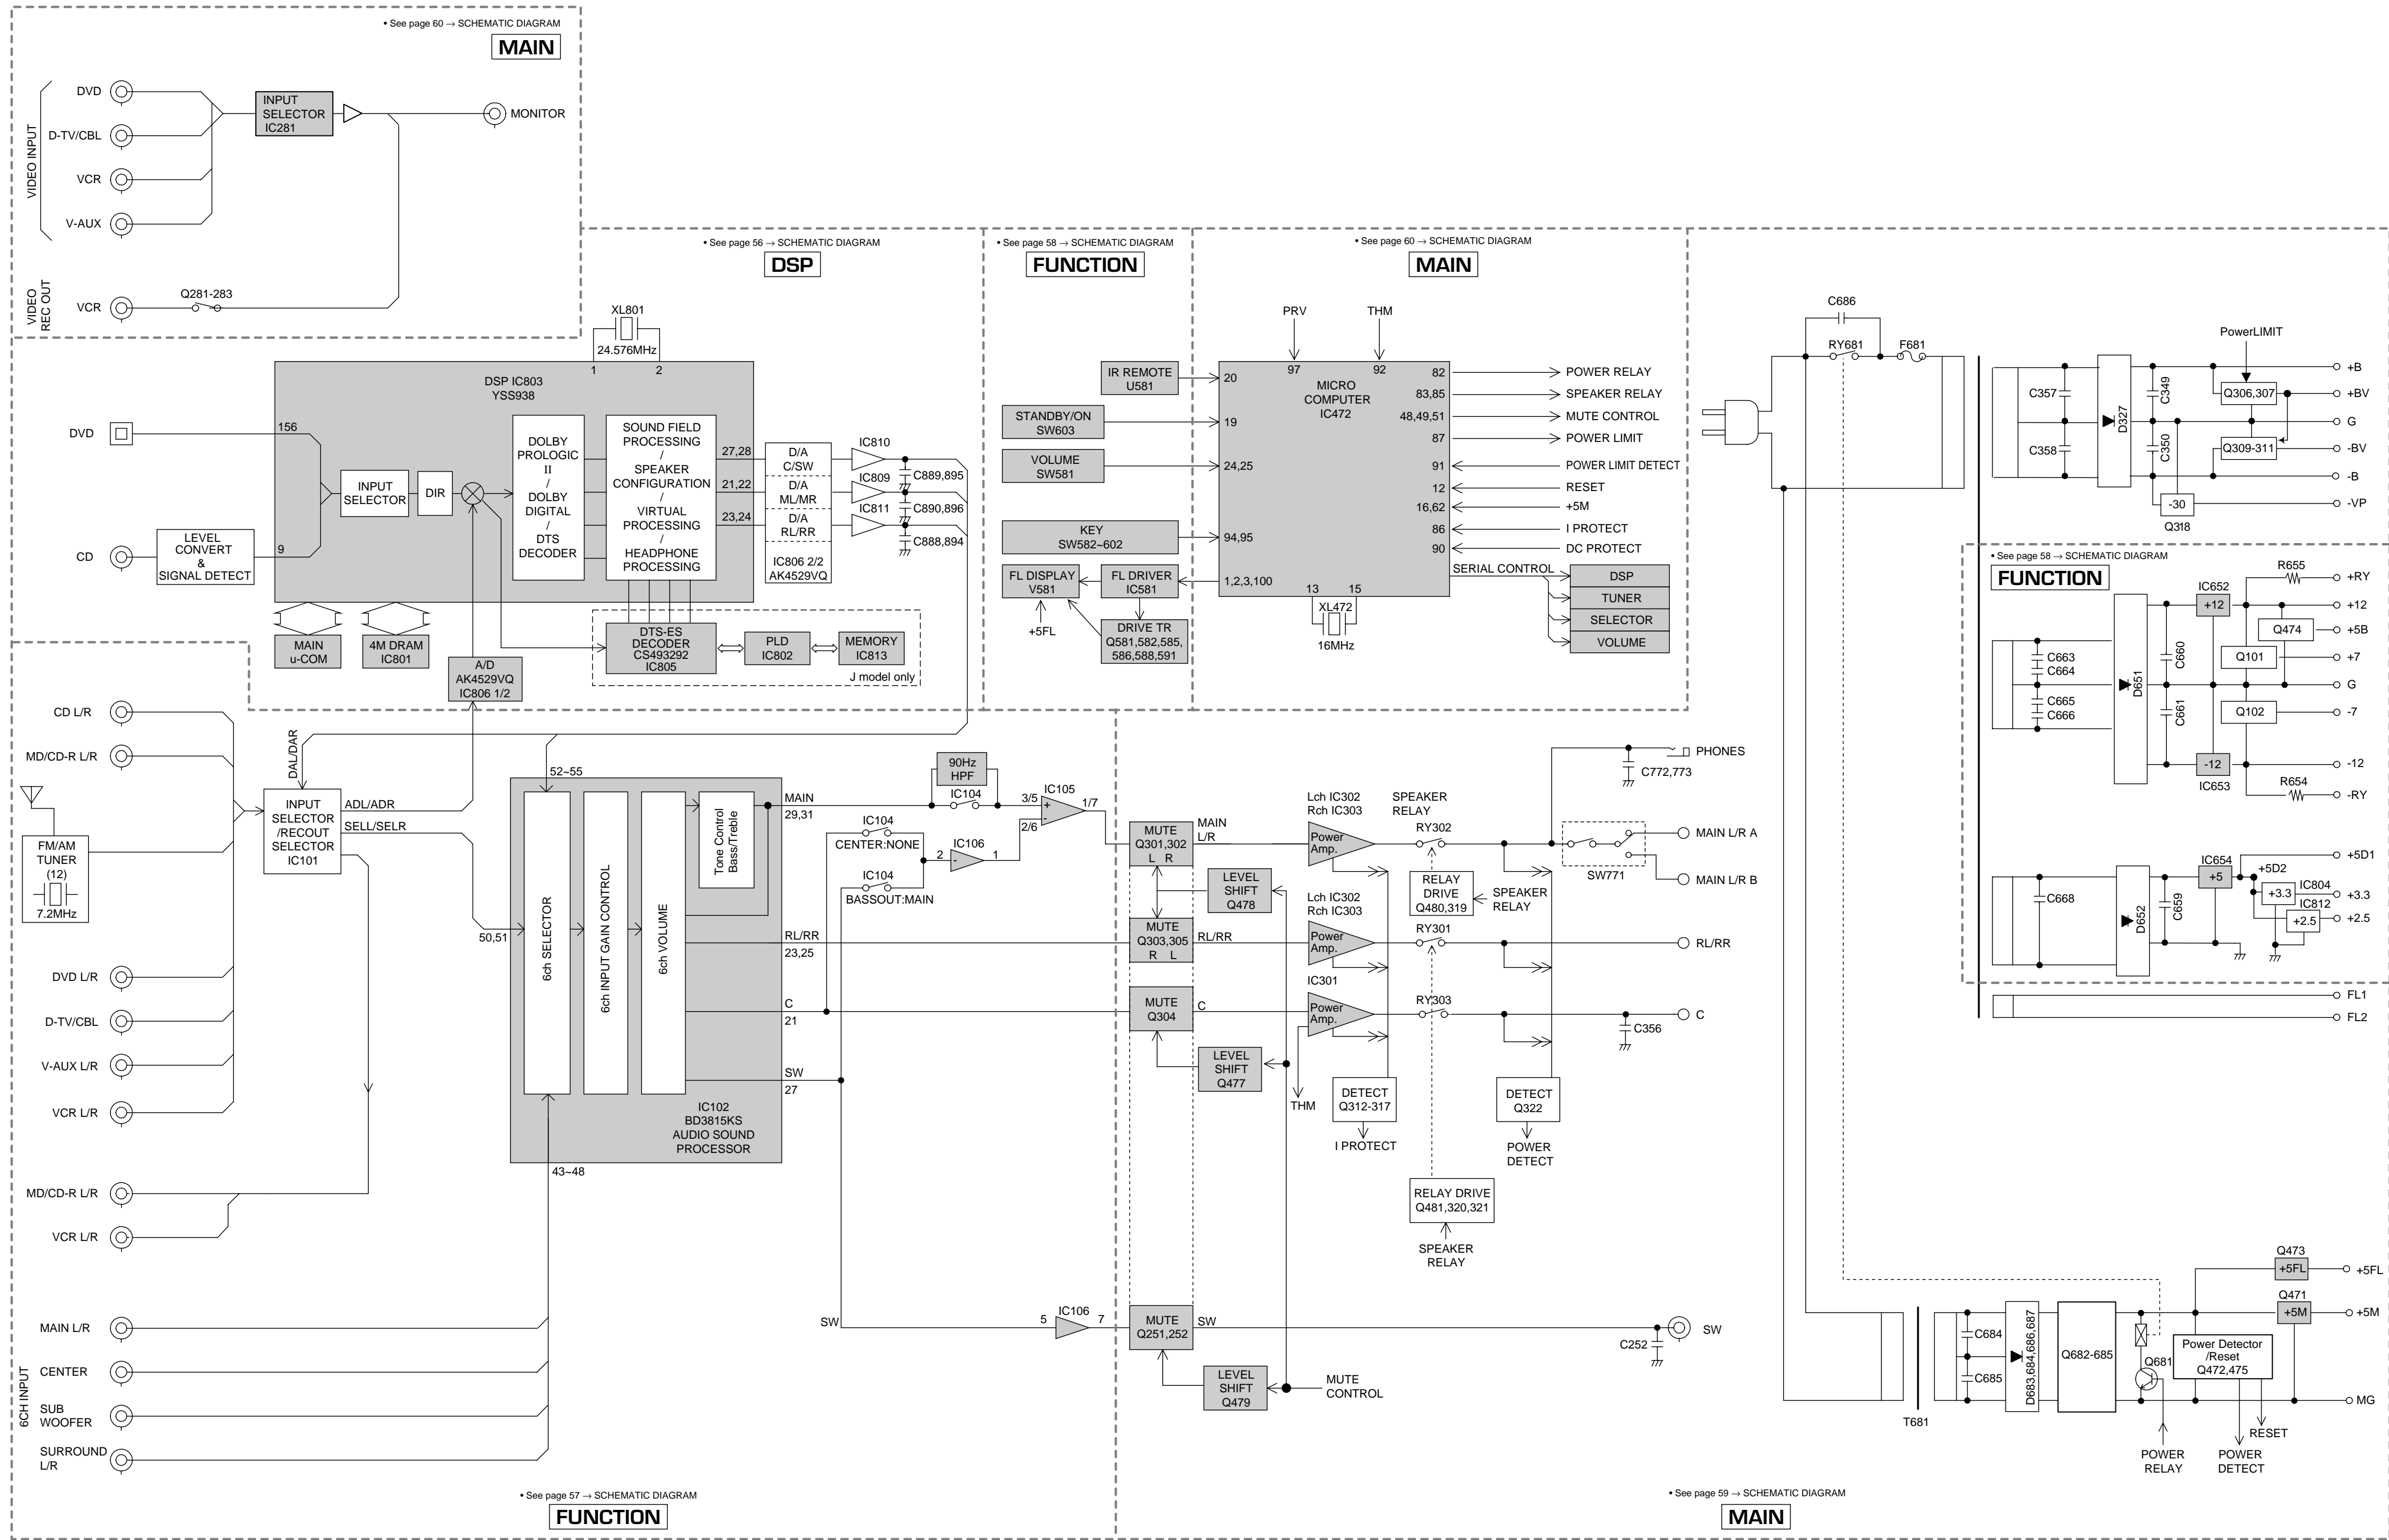 • See page 60 → SCHEMATIC DIAGRAM
MAIN
VIDEO INPUT
DVD
D-TV/CBL
VCR
V-AUX
INPUT
SELECTOR
IC281
MONITOR
VIDEO
REC OUT
VCR
Q281-283
• See page 56 → SCHEMATIC DIAGRAM
DSP
XL801
24.576MHz
1
2
DSP IC803
YSS938
DVD
156
CD
LEVEL
CONVERT
&
SIGNAL DETECT
9
INPUT
SELECTOR
DIR
DOLBY
PROLOGIC
II
/
DOLBY
DIGITAL
/
DTS
DECODER
SOUND FIELD
PROCESSING
/
SPEAKER
CONFIGURATION
/
VIRTUAL
PROCESSING
/
HEADPHONE
PROCESSING
27,28
21,22
23,24
D/A
C/SW
D/A
ML/MR
D/A
RL/RR
IC806 2/2
AK4529VQ
IC810
C889,895
IC809
C890,896
IC811
C888,894
MAIN
u-COM
4M DRAM
IC801
A/D
AK4529VQ
IC806 1/2
DTS-ES
DECODER
CS493292
IC805
PLD
IC802
MEMORY
IC813
J model only
• See page 58 → SCHEMATIC DIAGRAM
FUNCTION
IR REMOTE
U581
STANDBY/ON
SW603
VOLUME
SW581
KEY
SW582~602
FL DISPLAY
V581
FL DRIVER
IC581
+5FL
DRIVE TR
Q581,582,585,
586,588,591
• See page 60 → SCHEMATIC DIAGRAM
MAIN
PRV
THM
97
92
MICRO
COMPUTER
IC472
20
19
24,25
94,95
1,2,3,100
13
15
XL472
16MHz
82
POWER RELAY
83,85
SPEAKER RELAY
48,49,51
MUTE CONTROL
87
POWER LIMIT
91
POWER LIMIT DETECT
12
RESET
16,62
+5M
86
I PROTECT
90
DC PROTECT
SERIAL CONTROL
DSP
TUNER
SELECTOR
VOLUME
CD L/R
MD/CD-R L/R
FM/AM
TUNER
(12)
7.2MHz
DVD L/R
D-TV/CBL
V-AUX L/R
VCR L/R
MD/CD-R L/R
VCR L/R
6CH INPUT
MAIN L/R
CENTER
SUB
WOOFER
SURROUND
L/R
DAL/DAR
INPUT
SELECTOR
/RECOUT
SELECTOR
IC101
ADL/ADR
SELL/SELR
50,51
52~55
43~48
6ch SELECTOR
6ch INPUT GAIN CONTROL
6ch VOLUME
Tone Control
Bass/Treble
IC102
BD3815KS
AUDIO SOUND
PROCESSOR
MAIN
29,31
RL/RR
23,25
C
21
SW
27
90Hz
HPF
IC104
IC104
CENTER:NONE
IC104
BASSOUT:MAIN
2
IC106
-
1
3/5
2/6
+
-
IC105
1/7
SW
5
IC106
7
• See page 57 → SCHEMATIC DIAGRAM
FUNCTION
MUTE
Q301,302
L R
MAIN
L/R
LEVEL
SHIFT
Q478
MUTE
Q303,305
R L
RL/RR
MUTE
Q304
C
LEVEL
SHIFT
Q477
MUTE
Q251,252
SW
LEVEL
SHIFT
Q479
MUTE
CONTROL
Lch IC302
Rch IC303
Power
Amp.
Lch IC302
Rch IC303
Power
Amp.
IC301
Power
Amp.
THM
SPEAKER
RELAY
RY302
RELAY
DRIVE
Q480,319
SPEAKER
RELAY
RY301
RY303
DETECT
Q312-317
I PROTECT
DETECT
Q322
POWER
DETECT
RELAY DRIVE
Q481,320,321
SPEAKER
RELAY
PHONES
C772,773
SW771
MAIN L/R A
MAIN L/R B
RL/RR
C
C356
C252
SW
• See page 59 → SCHEMATIC DIAGRAM
MAIN
C686
RY681
F681
C357
C358
D327
C349
C350
PowerLIMIT
Q306,307
Q309-311
-30
Q318
+B
+BV
G
-BV
-B
-VP
• See page 58 → SCHEMATIC DIAGRAM
FUNCTION
C663
C664
C665
C666
D651
C660
C661
IC652
+12
-12
IC653
R655
Q474
Q101
Q102
R654
+RY
+12
+5B
+7
G
-7
-12
-RY
C668
D652
C659
IC654
+5
+5D2
+3.3
IC804
IC812
+2.5
+5D1
+3.3
+2.5
FL1
FL2
T681
C684
C685
D683,684,686,687
Q682-685
Q681
POWER
RELAY
Power Detector
/Reset
Q472,475
POWER
DETECT
RESET
Q473
+5FL
+5FL
Q471
+5M
+5M
MG